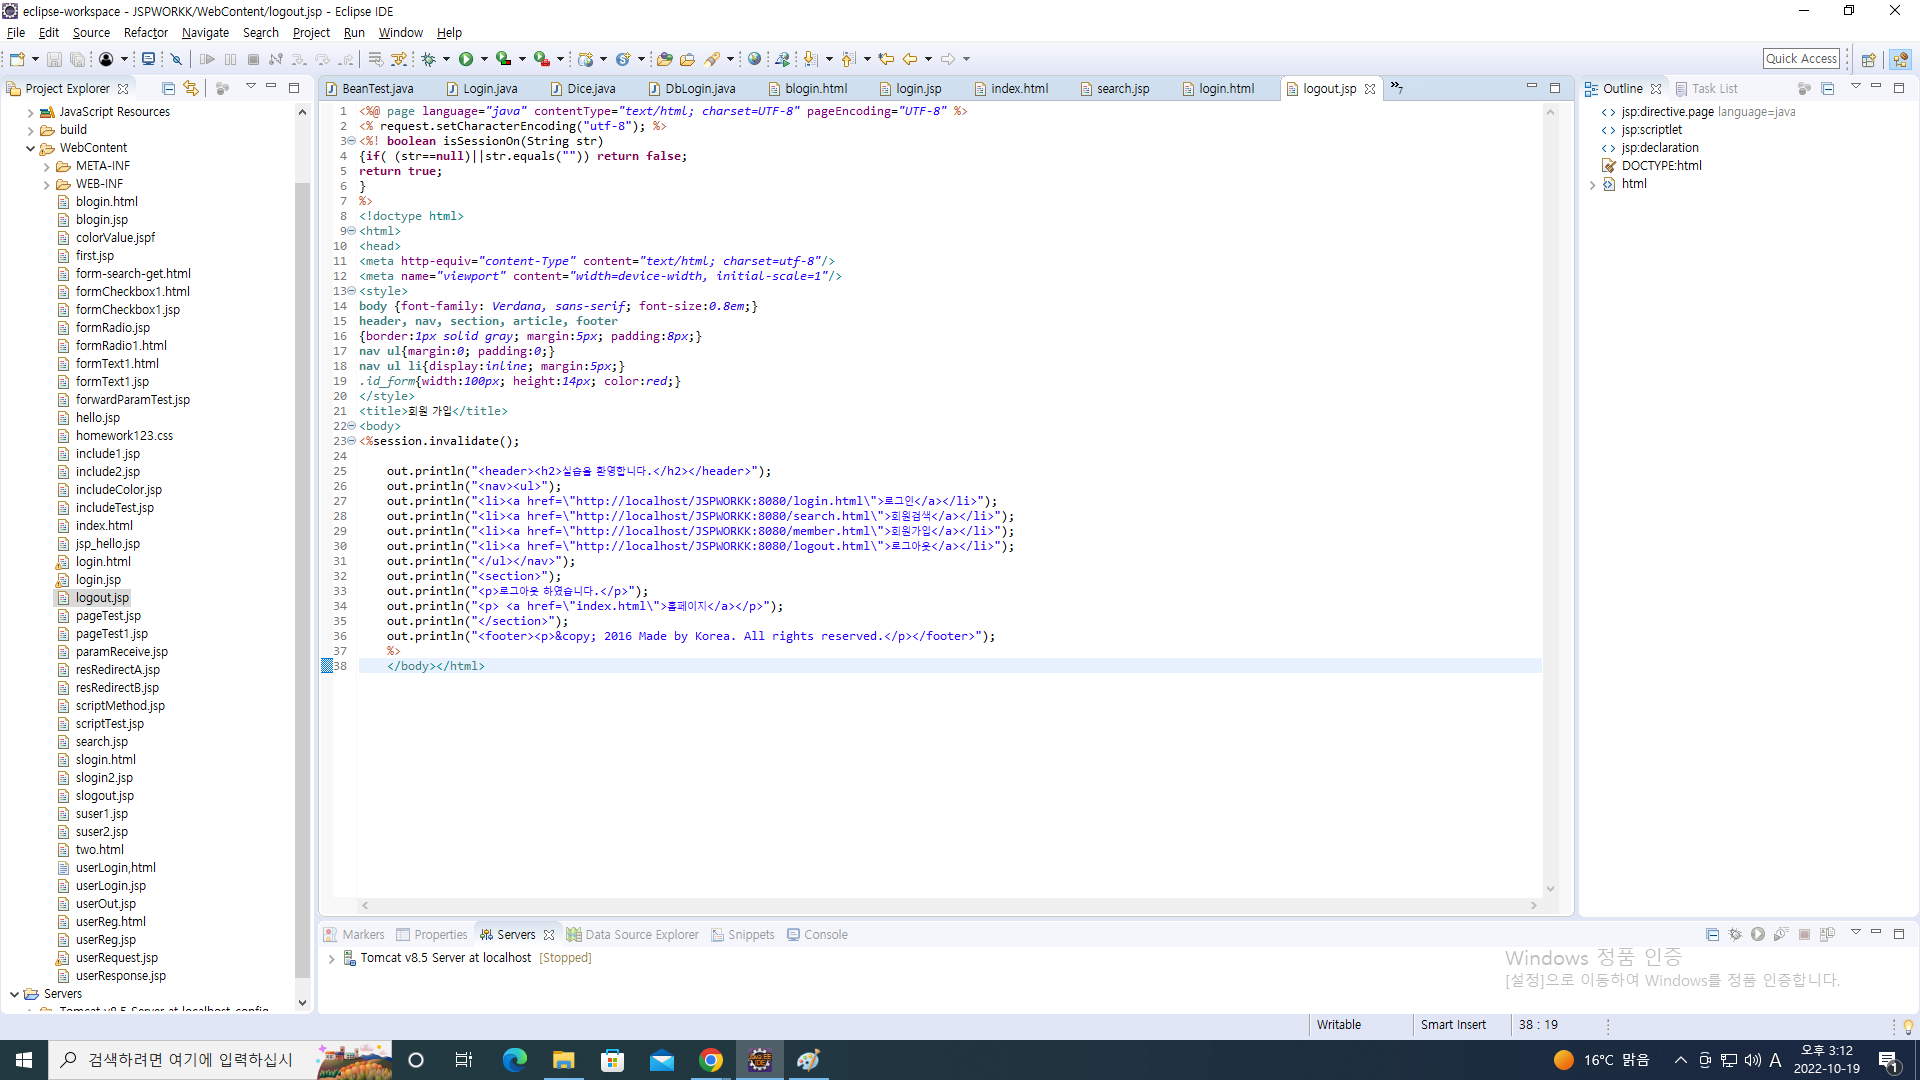 eclipse-workspace - JSPWORKK/WebContent/logout.jsp - Eclipse IDE
File Edit Source Refactor Navigate Search Project Run Window Help
Quick Access
Project Explorer
JavaScript Resources
build
WebContent
META-INF
WEB-INF
blogin.html
blogin.jsp
colorValue.jspf
first.jsp
form-search-get.html
formCheckbox1.html
formCheckbox1.jsp
formRadio.jsp
formRadio1.html
formText1.html
formText1.jsp
forwardParamTest.jsp
hello.jsp
homework123.css
include1.jsp
include2.jsp
includeColor.jsp
includeTest.jsp
index.html
jsp_hello.jsp
login.html
login.jsp
logout.jsp
pageTest.jsp
pageTest1.jsp
paramReceive.jsp
resRedirectA.jsp
resRedirectB.jsp
scriptMethod.jsp
scriptTest.jsp
search.jsp
slogin.html
slogin2.jsp
slogout.jsp
suser1.jsp
suser2.jsp
two.html
userLogin,html
userLogin.jsp
userOut.jsp
userReg.html
userReg.jsp
userRequest.jsp
userResponse.jsp
Servers
Tomcat v8.5 Server at localhost-config
BeanTest.java Login.java Dice.java DbLogin.java blogin.html login.jsp index.html search.jsp login.html logout.jsp »7
1 <%@ page language="java" contentType="text/html; charset=UTF-8" pageEncoding="UTF-8" %>
2 <% request.setCharacterEncoding("utf-8"); %>
3 <%! boolean isSessionOn(String str)
4 {if( (str==null)||str.equals("")) return false;
5 return true;
6 }
7 %>
8 <!doctype html>
9 <html>
10 <head>
11 <meta http-equiv="content-Type" content="text/html; charset=utf-8"/>
12 <meta name="viewport" content="width=device-width, initial-scale=1"/>
13 <style>
14 body {font-family: Verdana, sans-serif; font-size:0.8em;}
15 header, nav, section, article, footer
16 {border:1px solid gray; margin:5px; padding:8px;}
17 nav ul{margin:0; padding:0;}
18 nav ul li{display:inline; margin:5px;}
19 .id_form{width:100px; height:14px; color:red;}
20 </style>
21 <title>회원 가입</title>
22 <body>
23 <%session.invalidate();
24
25 out.println("<header><h2>실습을 환영합니다.</h2></header>");
26 out.println("<nav><ul>");
27 out.println("<li><a href=\"http://localhost/JSPWORKK:8080/login.html\">로그인</a></li>");
28 out.println("<li><a href=\"http://localhost/JSPWORKK:8080/search.html\">회원검색</a></li>");
29 out.println("<li><a href=\"http://localhost/JSPWORKK:8080/member.html\">회원가입</a></li>");
30 out.println("<li><a href=\"http://localhost/JSPWORKK:8080/logout.html\">로그아웃</a></li>");
31 out.println("</ul></nav>");
32 out.println("<section>");
33 out.println("<p>로그아웃 하였습니다.</p>");
34 out.println("<p> <a href=\"index.html\">홈페이지</a></p>");
35 out.println("</section>");
36 out.println("<footer><p>&copy; 2016 Made by Korea. All rights reserved.</p></footer>");
37 %>
38 </body></html>
Outline Task List
jsp:directive.page language=java
jsp:scriptlet
jsp:declaration
DOCTYPE:html
html
Markers Properties Servers Data Source Explorer Snippets Console
Tomcat v8.5 Server at localhost [Stopped]
Windows 정품 인증
[설정]으로 이동하여 Windows를 정품 인증합니다.
Writable Smart Insert 38 : 19
검색하려면 여기에 입력하십시
16°C 맑음
A
오후 3:12
2022-10-19
1